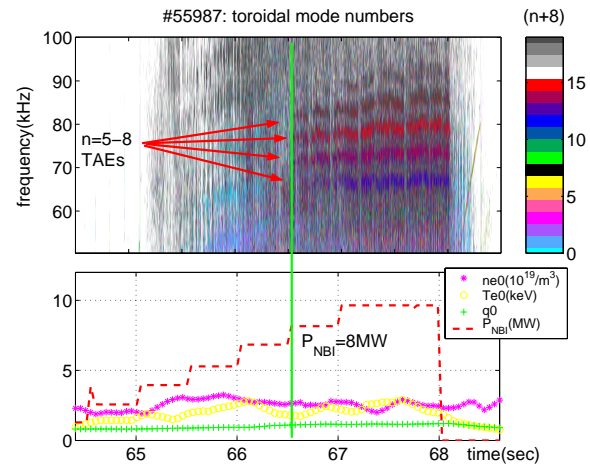 #55987: toroidal mode numbers
(n+8)
100
90
80
70
60
frequency(kHz)
n=5−8
TAEs
15
10
5
0
10
5
0
P_NBI=8MW
ne0(10^19/m^3)
Te0(keV)
q0
P_NBI(MW)
65
66
67
68
time(sec)